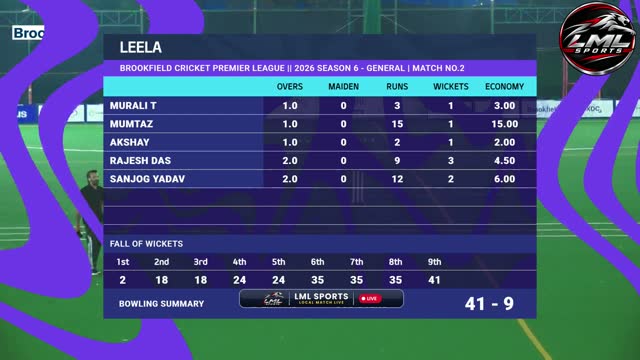 Broo
LML
SPORTS
LEELA
BROOKFIELD CRICKET PREMIER LEAGUE || 2026 SEASON 6 - GENERAL | MATCH NO.2
OVERS MAIDEN RUNS WICKETS ECONOMY
MURALI T 1.0 0 3 1 3.00
MUMTAZ 1.0 0 15 1 15.00
AKSHAY 1.0 0 2 1 2.00
RAJESH DAS 2.0 0 9 3 4.50
SANJOG YADAV 2.0 0 12 2 6.00
FALL OF WICKETS
1st 2nd 3rd 4th 5th 6th 7th 8th 9th
2 18 18 24 24 35 35 35 41
BOWLING SUMMARY
LML SPORTS
LOCAL MATCH LIVE
LIVE
41 - 9